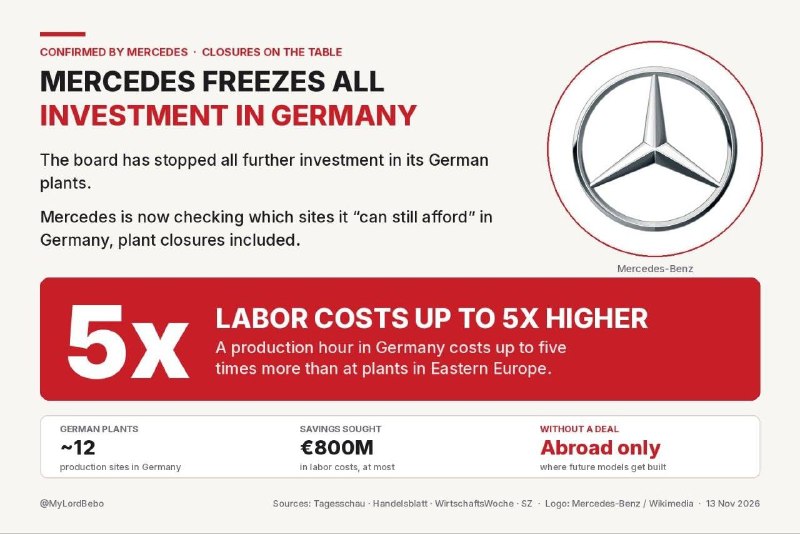 CONFIRMED BY MERCEDES · CLOSURES ON THE TABLE
MERCEDES FREEZES ALL
INVESTMENT IN GERMANY
The board has stopped all further investment in its German
plants.
Mercedes is now checking which sites it “can still afford” in
Germany, plant closures included.
Mercedes-Benz
5x
LABOR COSTS UP TO 5X HIGHER
A production hour in Germany costs up to five
times more than at plants in Eastern Europe.
GERMAN PLANTS
~12
production sites in Germany
SAVINGS SOUGHT
€800M
in labor costs, at most
WITHOUT A DEAL
Abroad only
where future models get built
@MyLordBebo
Sources: Tagesschau · Handelsblatt · WirtschaftsWoche · SZ · Logo: Mercedes-Benz / Wikimedia · 13 Nov 2026